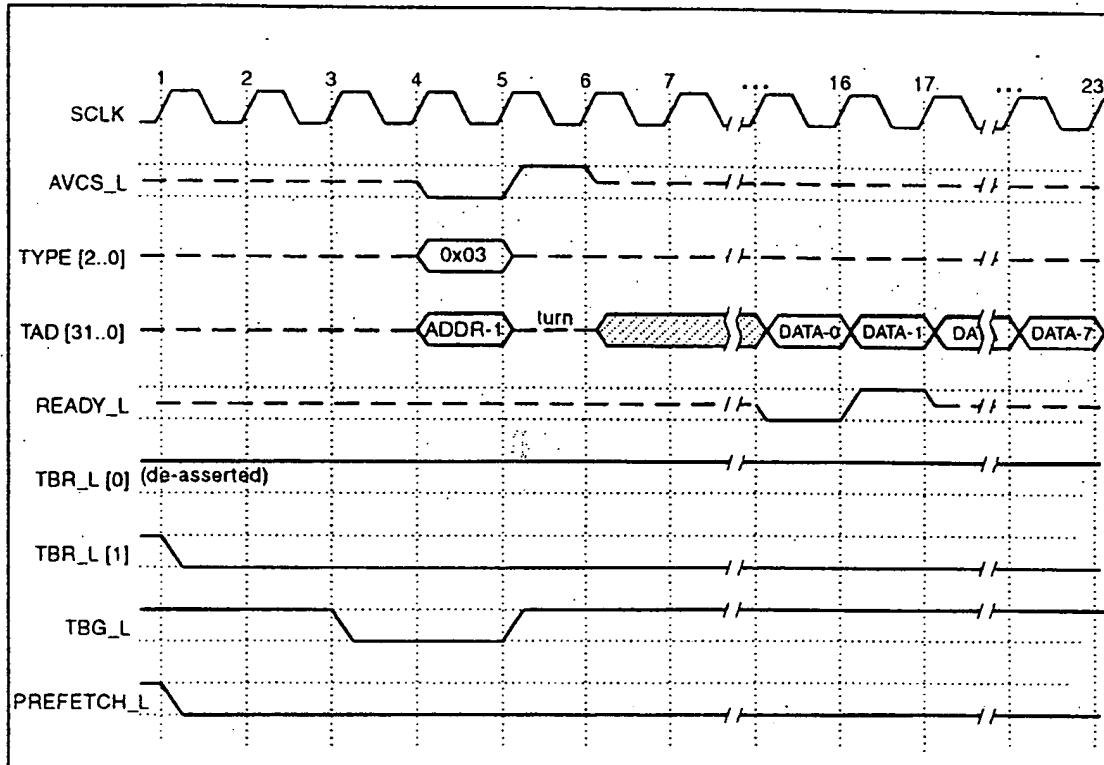 1 2 3 4 5 6 7 ... 16 17 ... 23
SCLK
AVCS_L
TYPE [2..0] 0x03
TAD [31..0] ADDR-1 turn DATA-0 DATA-1 DA DATA-7
READY_L
TBR_L [0] (de-asserted)
TBR_L [1]
TBG_L
PREFETCH_L